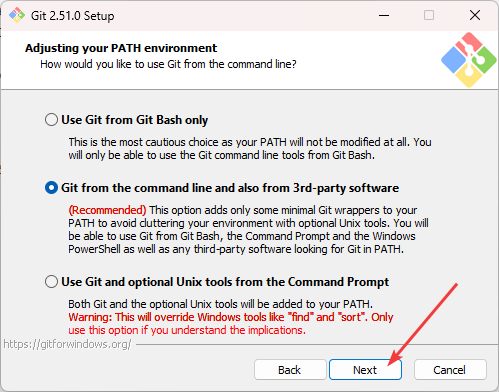 Git 2.51.0 Setup
Adjusting your PATH environment
How would you like to use Git from the command line?
Use Git from Git Bash only
This is the most cautious choice as your PATH will not be modified at all. You
will only be able to use the Git command line tools from Git Bash.
Git from the command line and also from 3rd-party software
(Recommended) This option adds only some minimal Git wrappers to your
PATH to avoid cluttering your environment with optional Unix tools. You will
be able to use Git from Git Bash, the Command Prompt and the Windows
PowerShell as well as any third-party software looking for Git in PATH.
Use Git and optional Unix tools from the Command Prompt
Both Git and the optional Unix tools will be added to your PATH.
Warning: This will override Windows tools like "find" and "sort". Only
use this option if you understand the implications.
https://gitforwindows.org/
Back
Next
Cancel